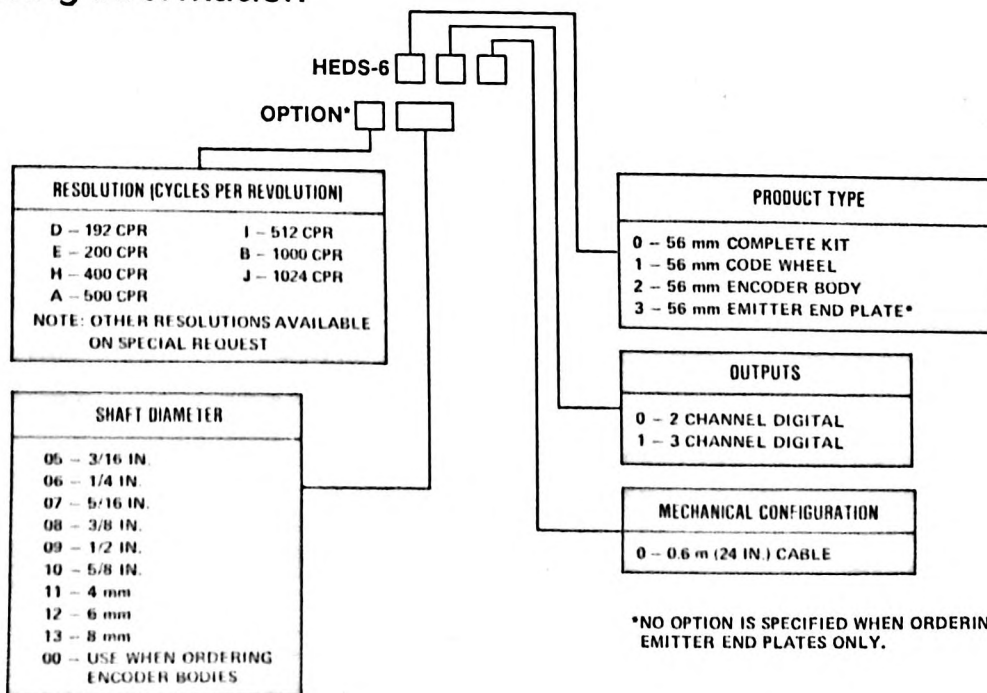 HEDS-6
OPTION*
RESOLUTION (CYCLES PER REVOLUTION)
D – 192 CPR
E – 200 CPR
H – 400 CPR
A – 500 CPR
I – 512 CPR
B – 1000 CPR
J – 1024 CPR
NOTE: OTHER RESOLUTIONS AVAILABLE
ON SPECIAL REQUEST
SHAFT DIAMETER
05 – 3/16 IN.
06 – 1/4 IN.
07 – 5/16 IN.
08 – 3/8 IN.
09 – 1/2 IN.
10 – 5/8 IN.
11 – 4 mm
12 – 6 mm
13 – 8 mm
00 – USE WHEN ORDERING
ENCODER BODIES
PRODUCT TYPE
0 – 56 mm COMPLETE KIT
1 – 56 mm CODE WHEEL
2 – 56 mm ENCODER BODY
3 – 56 mm EMITTER END PLATE*
OUTPUTS
0 – 2 CHANNEL DIGITAL
1 – 3 CHANNEL DIGITAL
MECHANICAL CONFIGURATION
0 – 0.6 m (24 IN.) CABLE
*NO OPTION IS SPECIFIED WHEN ORDERIN
EMITTER END PLATES ONLY.